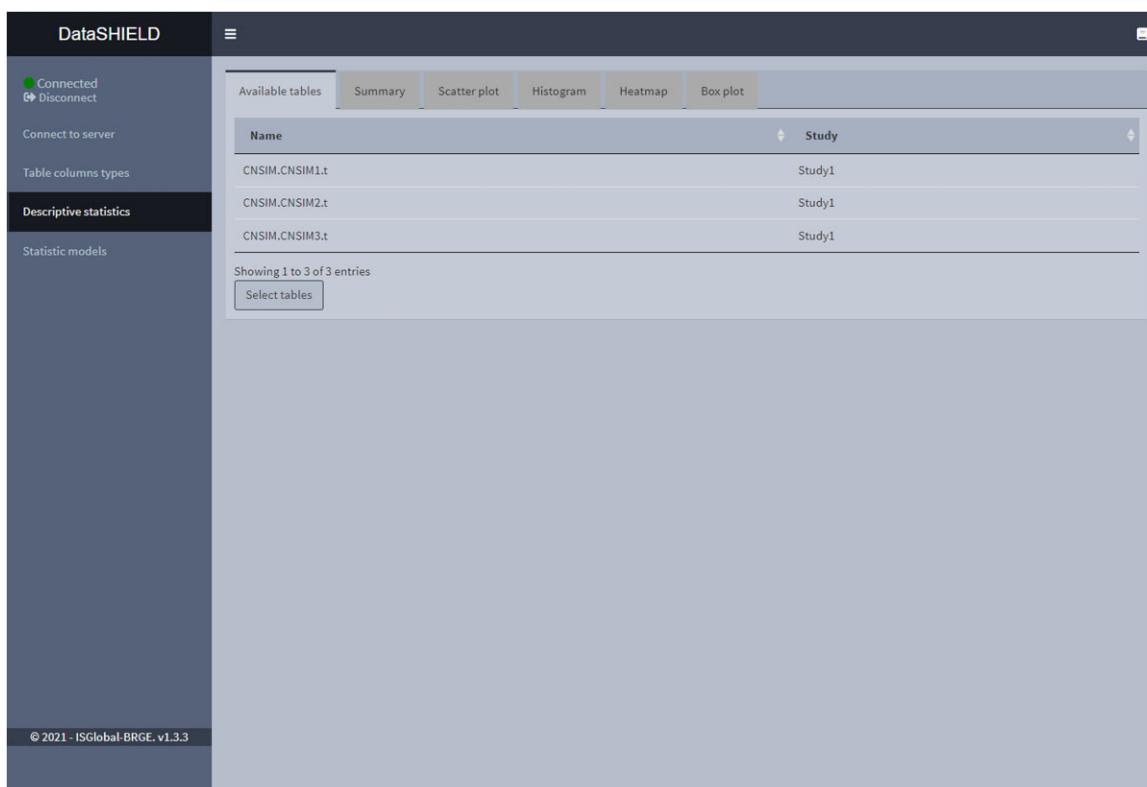 DataSHIELD
Connected
Disconnect
Connect to server
Table columns types
Descriptive statistics
Statistic models
© 2021 - ISGlobal-BRGE. v1.3.3
Available tables Summary Scatter plot Histogram Heatmap Box plot
Name Study
CNSIM.CNSIM1.t Study1
CNSIM.CNSIM2.t Study1
CNSIM.CNSIM3.t Study1
Showing 1 to 3 of 3 entries
Select tables